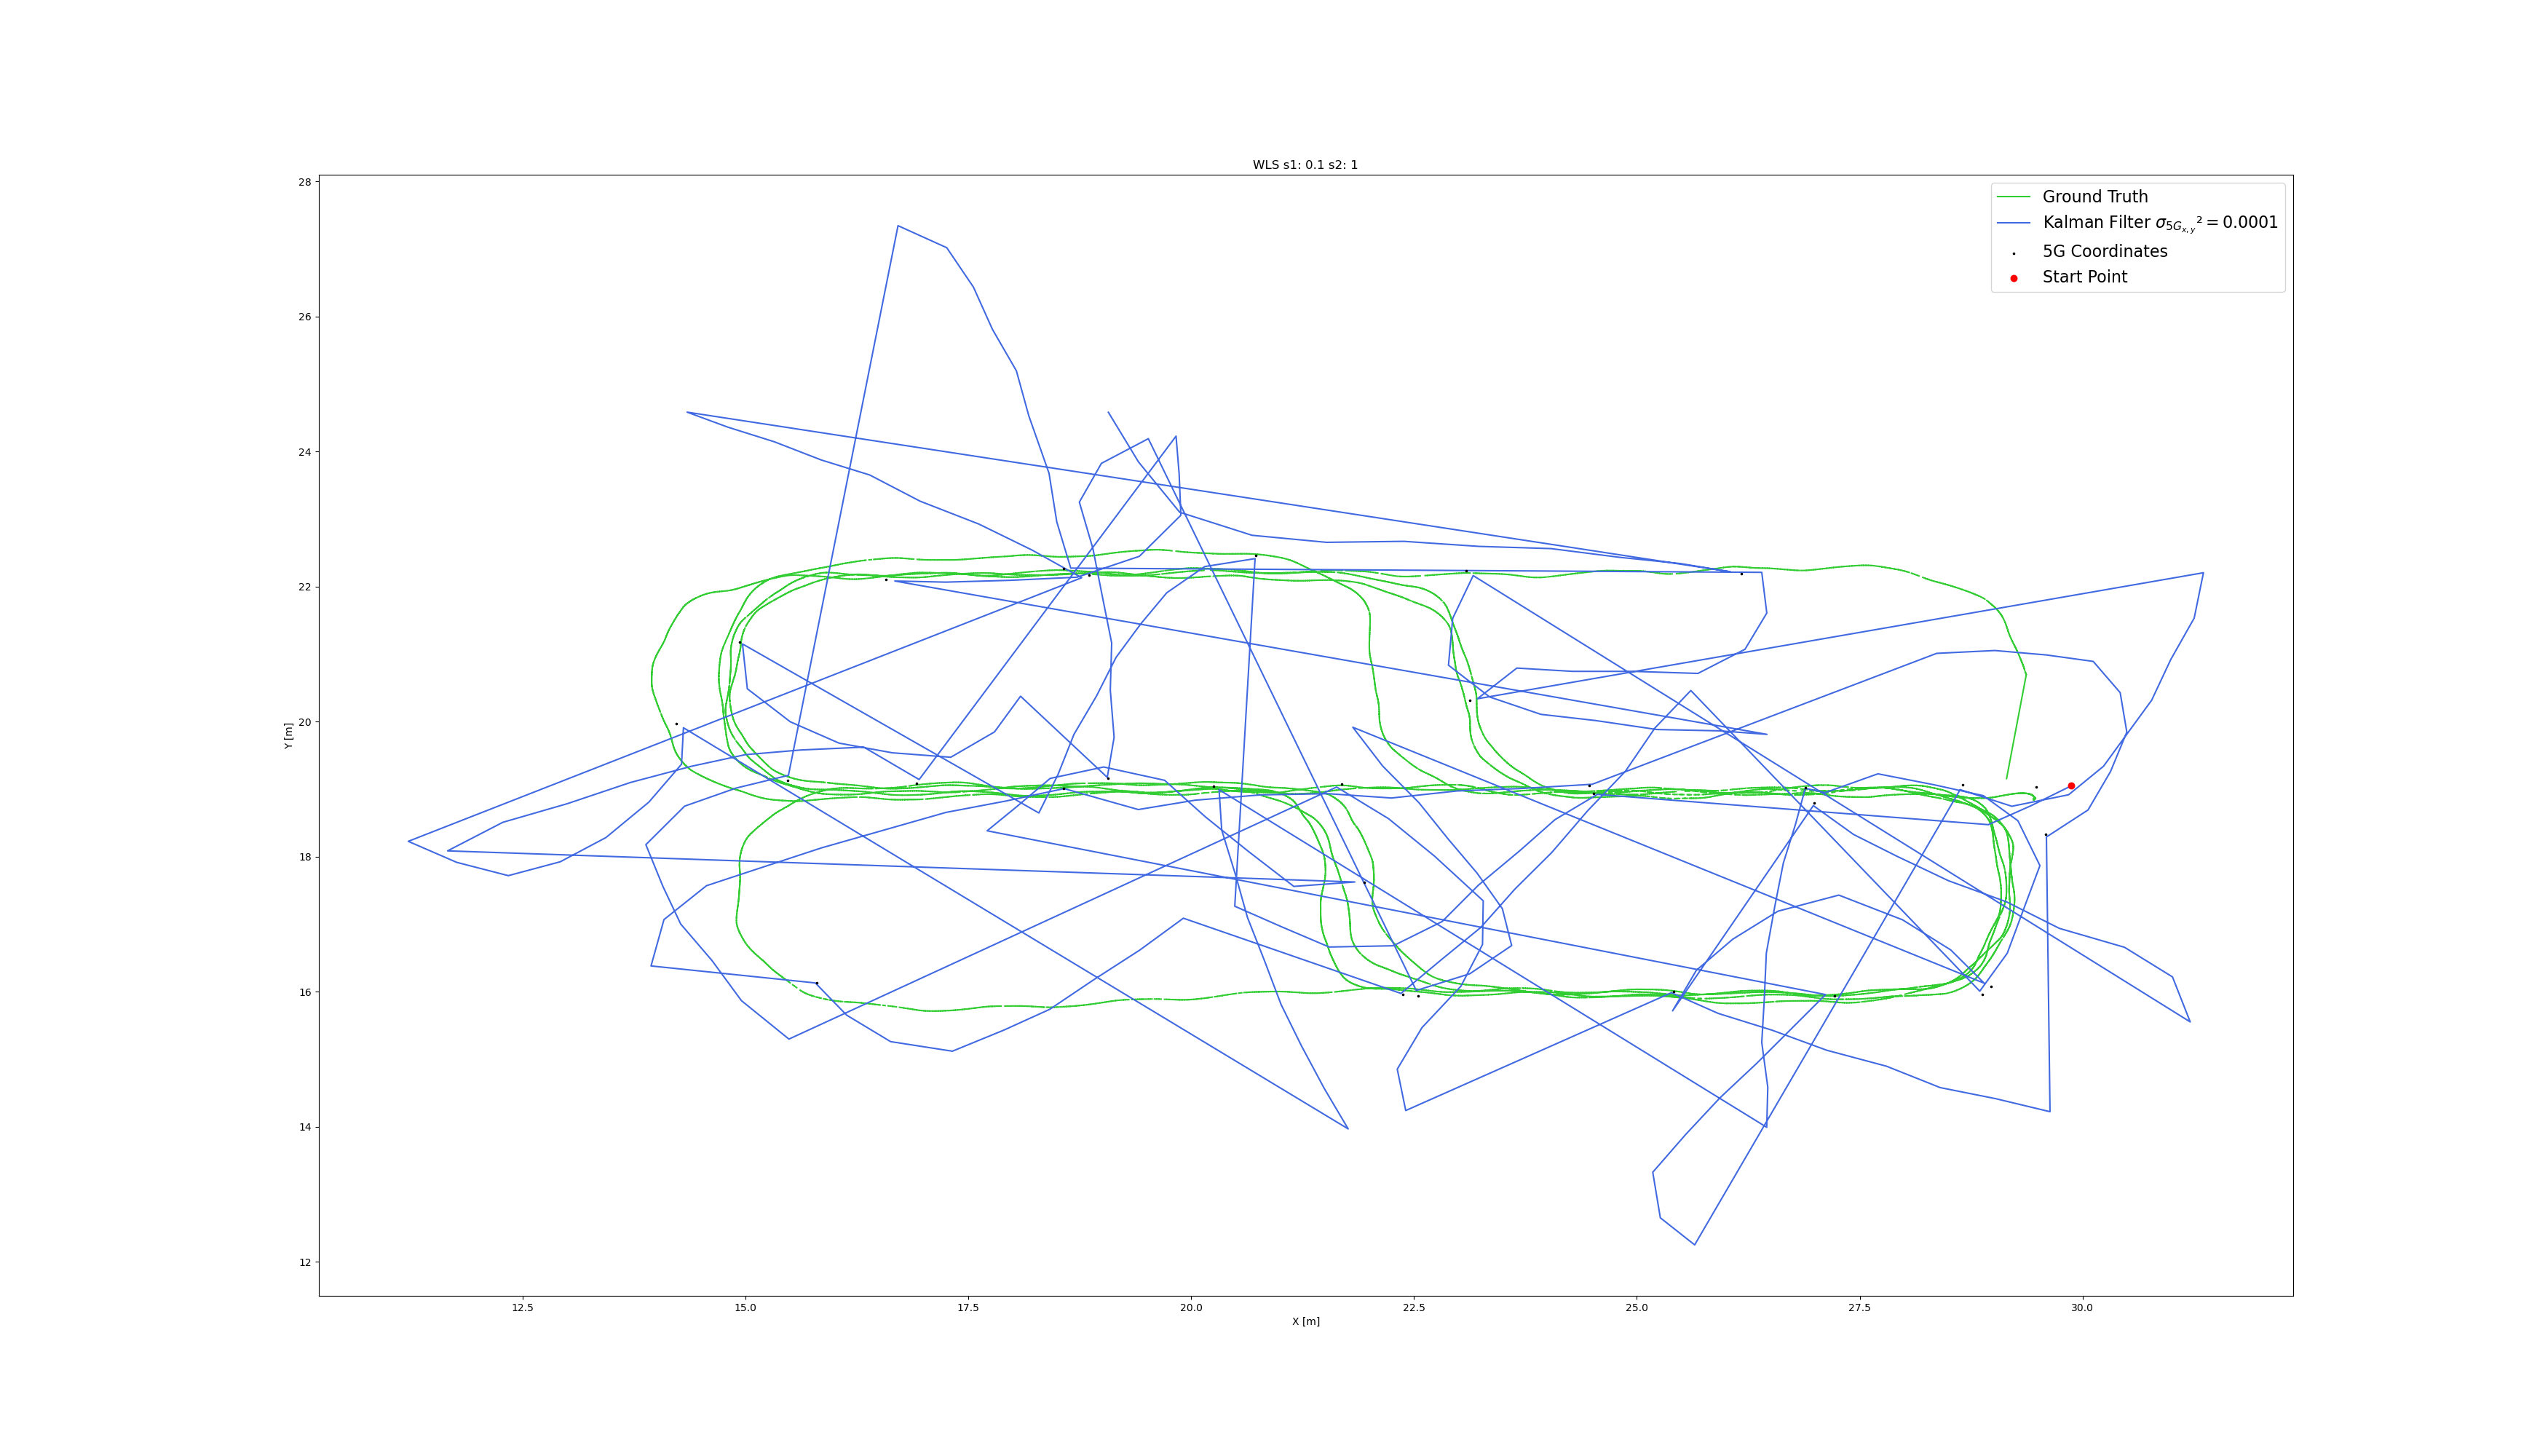 WLS s1: 0.1 s2: 1
Ground Truth
Kalman Filter σ5Gx,y² = 0.0001
5G Coordinates
Start Point
28
26
24
22
20
18
16
14
12
Y [m]
12.5 15.0 17.5 20.0 22.5 25.0 27.5 30.0
X [m]